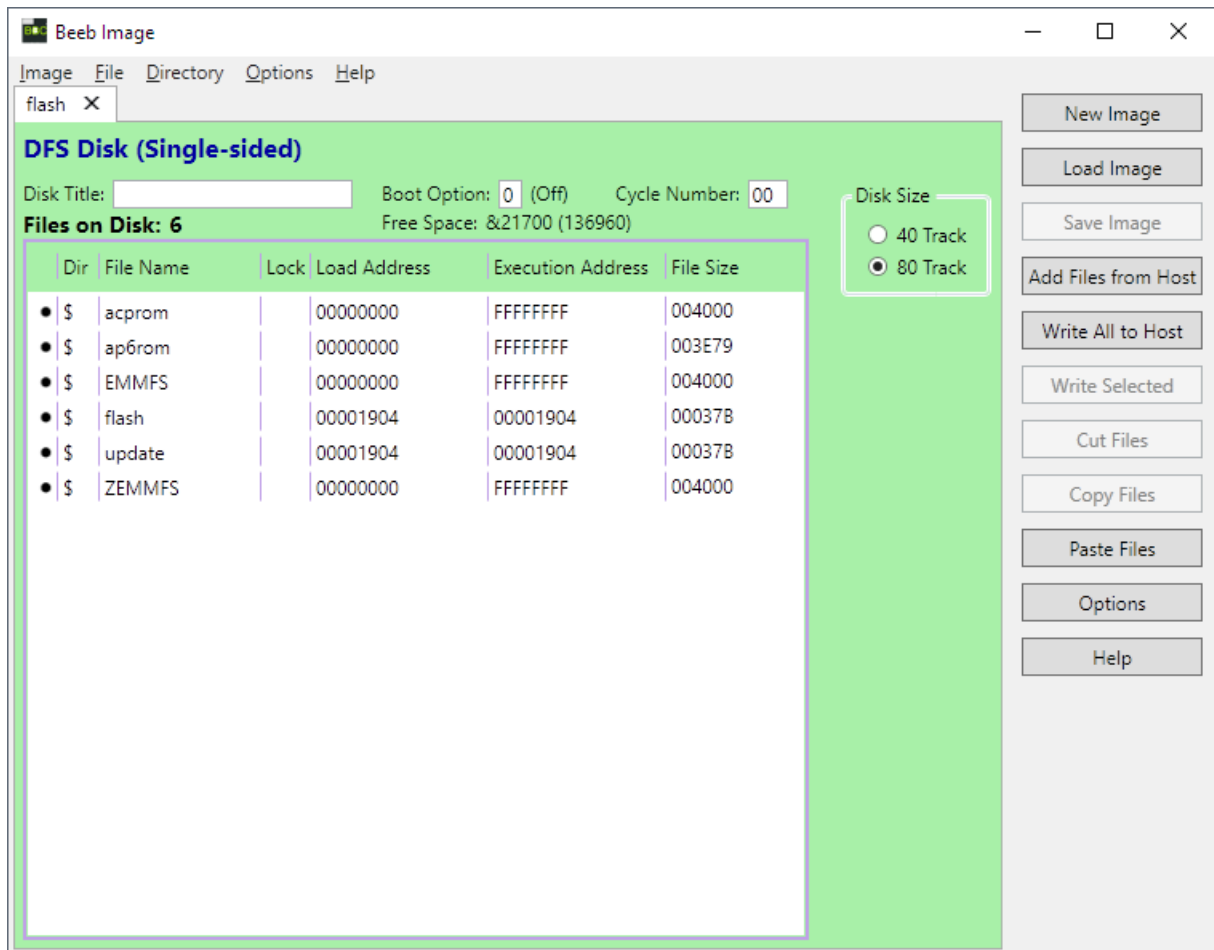 Beeb Image
Image File Directory Options Help
flash
DFS Disk (Single-sided)
Disk Title:
Boot Option: 0 (Off) Cycle Number: 00
Files on Disk: 6
Free Space: &21700 (136960)
Dir File Name Lock Load Address Execution Address File Size
$ acprom 00000000 FFFFFFFF 004000
$ ap6rom 00000000 FFFFFFFF 003E79
$ EMMFS 00000000 FFFFFFFF 004000
$ flash 00001904 00001904 00037B
$ update 00001904 00001904 00037B
$ ZEMMFS 00000000 FFFFFFFF 004000
Disk Size
40 Track
80 Track
New Image
Load Image
Save Image
Add Files from Host
Write All to Host
Write Selected
Cut Files
Copy Files
Paste Files
Options
Help